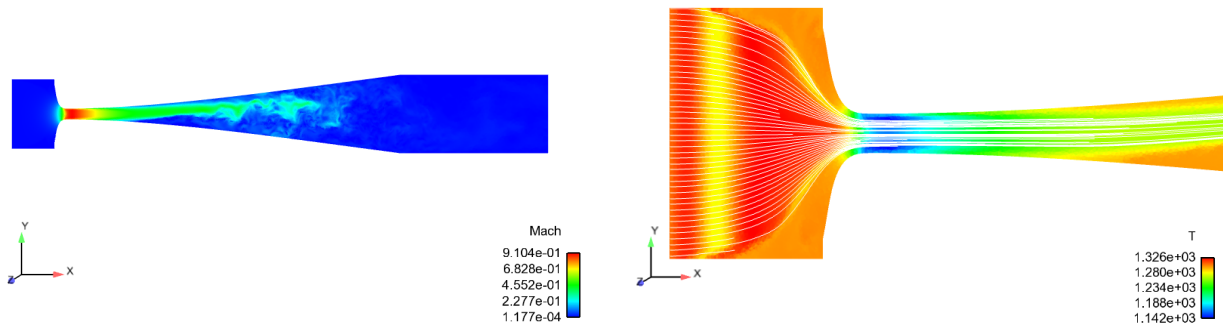 Y
X
Z
Mach
9.104e-01
6.828e-01
4.552e-01
2.277e-01
1.177e-04
Y
X
Z
T
1.326e+03
1.280e+03
1.234e+03
1.188e+03
1.142e+03